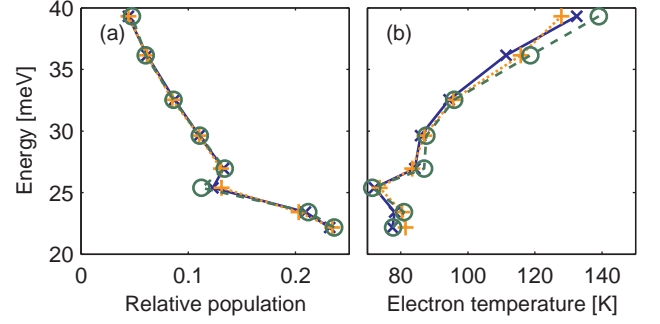 40
35
30
25
20
Energy [meV]
(a)
(b)
0
0.1
0.2
80
100
120
140
Relative population
Electron temperature [K]